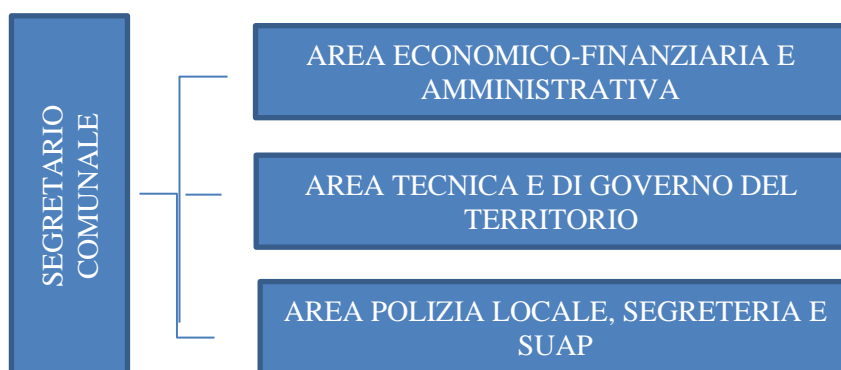 SEGRETARIO
COMUNALE
AREA ECONOMICO-FINANZIARIA E
AMMINISTRATIVA
AREA TECNICA E DI GOVERNO DEL
TERRITORIO
AREA POLIZIA LOCALE, SEGRETERIA E
SUAP